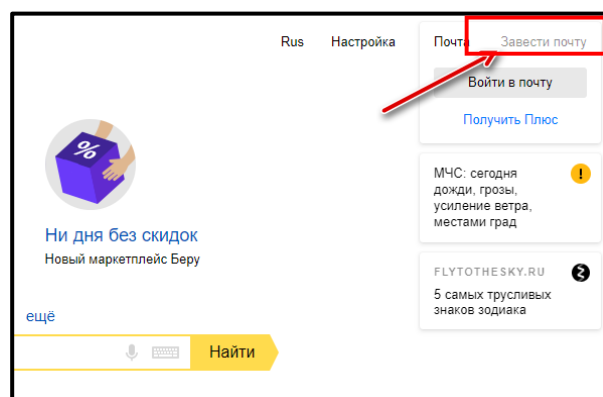 Rus Настройка Почта Завести почту
Войти в почту
Получить Плюс
%
МЧС: сегодня
дожди, грозы,
усиление ветра,
местами град
!
Ни дня без скидок
Новый маркетплейс Беру
FLYTOTHESKY.RU
5 самых трусливых
знаков зодиака
ещё
Найти